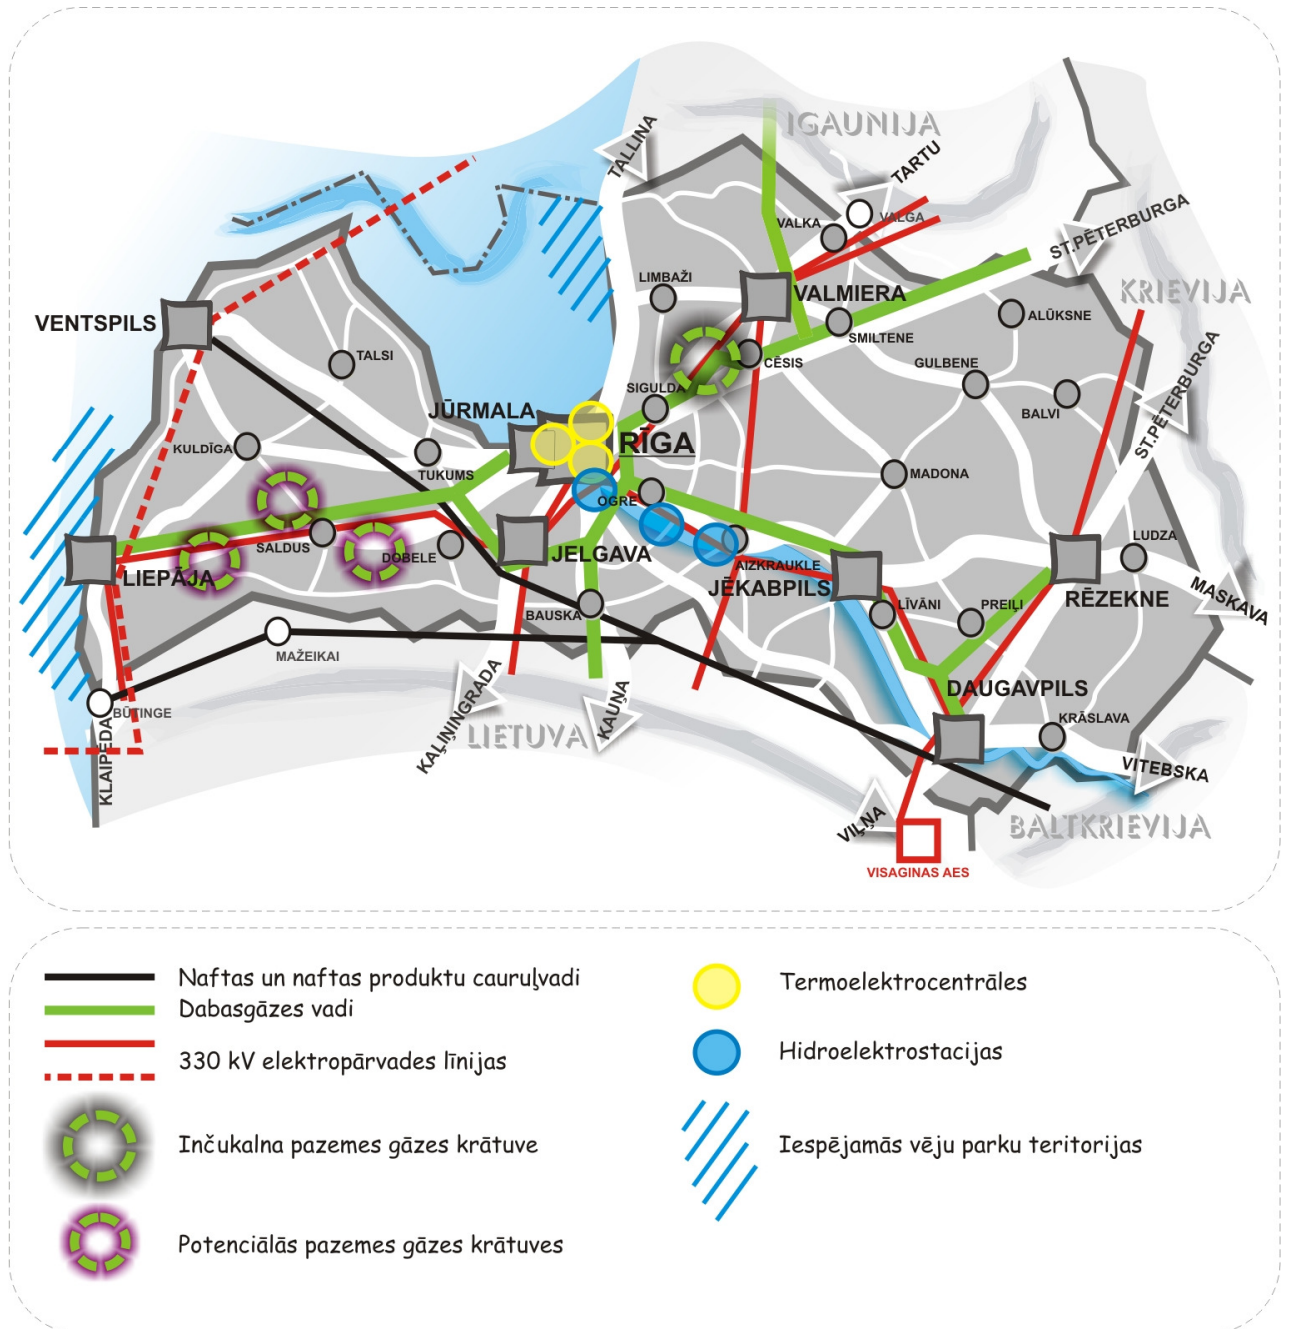 IGAUNIJA
TALLINA
TARTU
VALKA
VALGA
ST.PĒTERBURGA
KRIEVIJA
LIMBAŽI
VALMIERA
VENTSPILS
ALŪKSNE
SMILTENE
ST.PĒTERBURGA
TALSI
CĒSIS
GULBENE
SIGULDA
BALVI
JŪRMALA
RĪGA
KULDĪGA
TUKUMS
MADONA
OGRE
SALDUS
DOBELE
JELGAVA
AIZKRAUKLE
LUDZA
LIEPĀJA
JĒKABPILS
LĪVĀNI
PREIĻI
RĒZEKNE
MASKAVA
BAUSKA
MAŽEIKAI
DAUGAVPILS
BŪTINGE
KRĀSLAVA
KLAIPĒDA
KAĻIŅINGRADA
LIETUVA
KAUŅA
VITEBSKA
VIĻŅA
BALTKRIEVIJA
VISAGINAS AES
Naftas un naftas produktu cauruļvadi
Dabasgāzes vadi
330 kV elektropārvades līnijas
Inčukalna pazemes gāzes krātuve
Potenciālās pazemes gāzes krātuves
Termoelektrocentrāles
Hidroelektrostacijas
Iespējamās vēju parku teritorijas